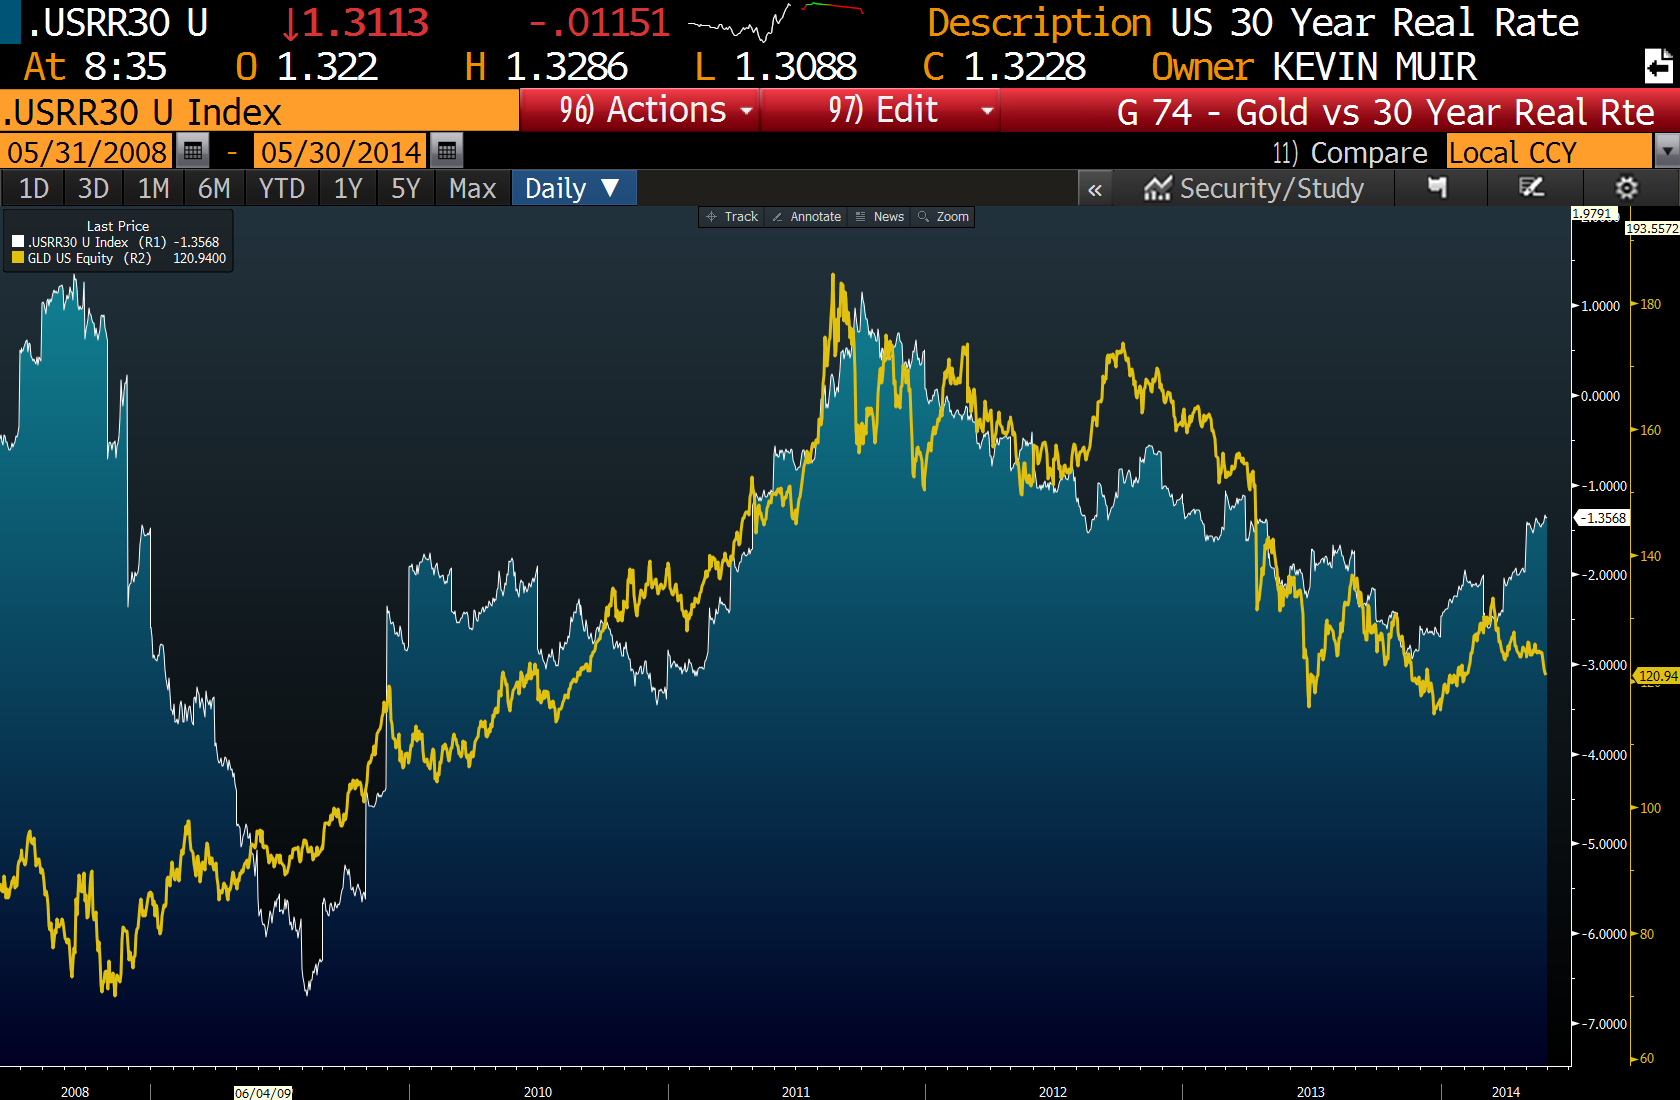 .USRR30 U ↓1.3113 -.01151 Description US 30 Year Real Rate
At 8:35 O 1.322 H 1.3286 L 1.3088 C 1.3228 Owner KEVIN MUIR
.USRR30 U Index 96) Actions 97) Edit G 74 - Gold vs 30 Year Real Rte
05/31/2008 - 05/30/2014 11) Compare Local CCY
1D 3D 1M 6M YTD 1Y 5Y Max Daily ▼ « Security/Study
Track Annotate News Zoom
Last Price
.USRR30 U Index (R1) -1.3568
GLD US Equity (R2) 120.9400
1.9791
193.5572
180
1.0000
0.0000
160
-1.0000
-1.3568
140
-2.0000
-3.0000
120.94
-4.0000
100
-5.0000
-6.0000 80
-7.0000
60
2008 06/04/09 2010 2011 2012 2013 2014